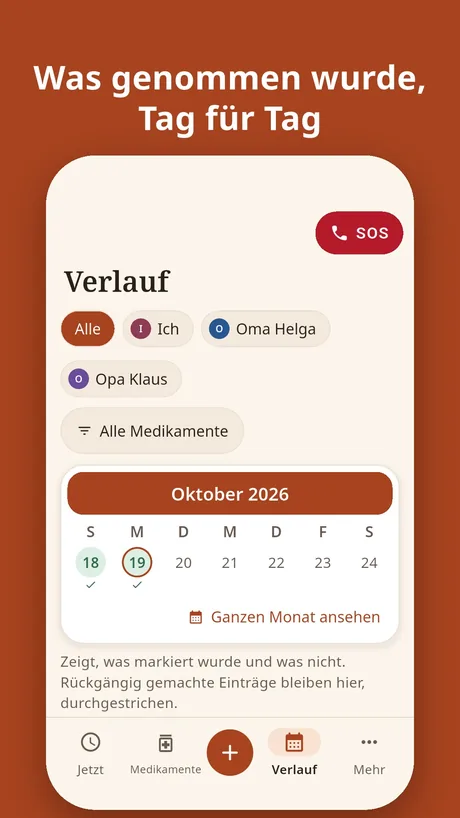 Was genommen wurde,
Tag für Tag
SOS
Verlauf
Alle
I Ich
O Oma Helga
O Opa Klaus
Alle Medikamente
Oktober 2026
S M D M D F S
18 19 20 21 22 23 24
Ganzen Monat ansehen
Zeigt, was markiert wurde und was nicht.
Rückgängig gemachte Einträge bleiben hier,
durchgestrichen.
Jetzt Medikamente Verlauf Mehr